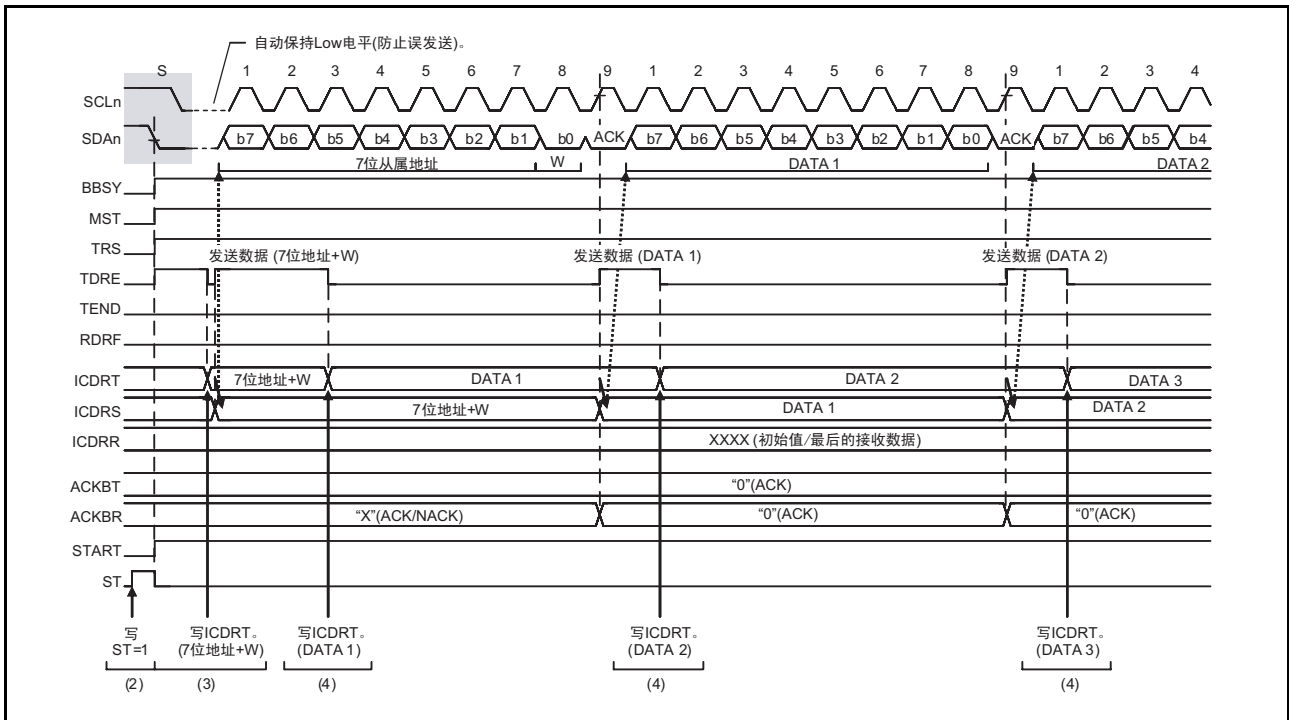 自动保持Low电平(防止误发送)。
S 1 2 3 4 5 6 7 8 9 1 2 3 4 5 6 7 8 9 1 2 3 4
SCLn
SDAn b7 b6 b5 b4 b3 b2 b1 b0 ACK b7 b6 b5 b4 b3 b2 b1 b0 ACK b7 b6 b5 b4
7位从属地址 W DATA 1 DATA 2
BBSY
MST
TRS
发送数据 (7位地址+W) 发送数据 (DATA 1) 发送数据 (DATA 2)
TDRE
TEND
RDRF
ICDRT 7位地址+W DATA 1 DATA 2 DATA 3
ICDRS 7位地址+W DATA 1 DATA 2
ICDRR XXXX (初始值/最后的接收数据)
ACKBT “0”(ACK)
ACKBR “X”(ACK/NACK) “0”(ACK) “0”(ACK)
START
ST
写 写ICDRT。 写ICDRT。 写ICDRT。 写ICDRT。
ST=1 (7位地址+W) (DATA 1) (DATA 2) (DATA 3)
(2) (3) (4) (4) (4)